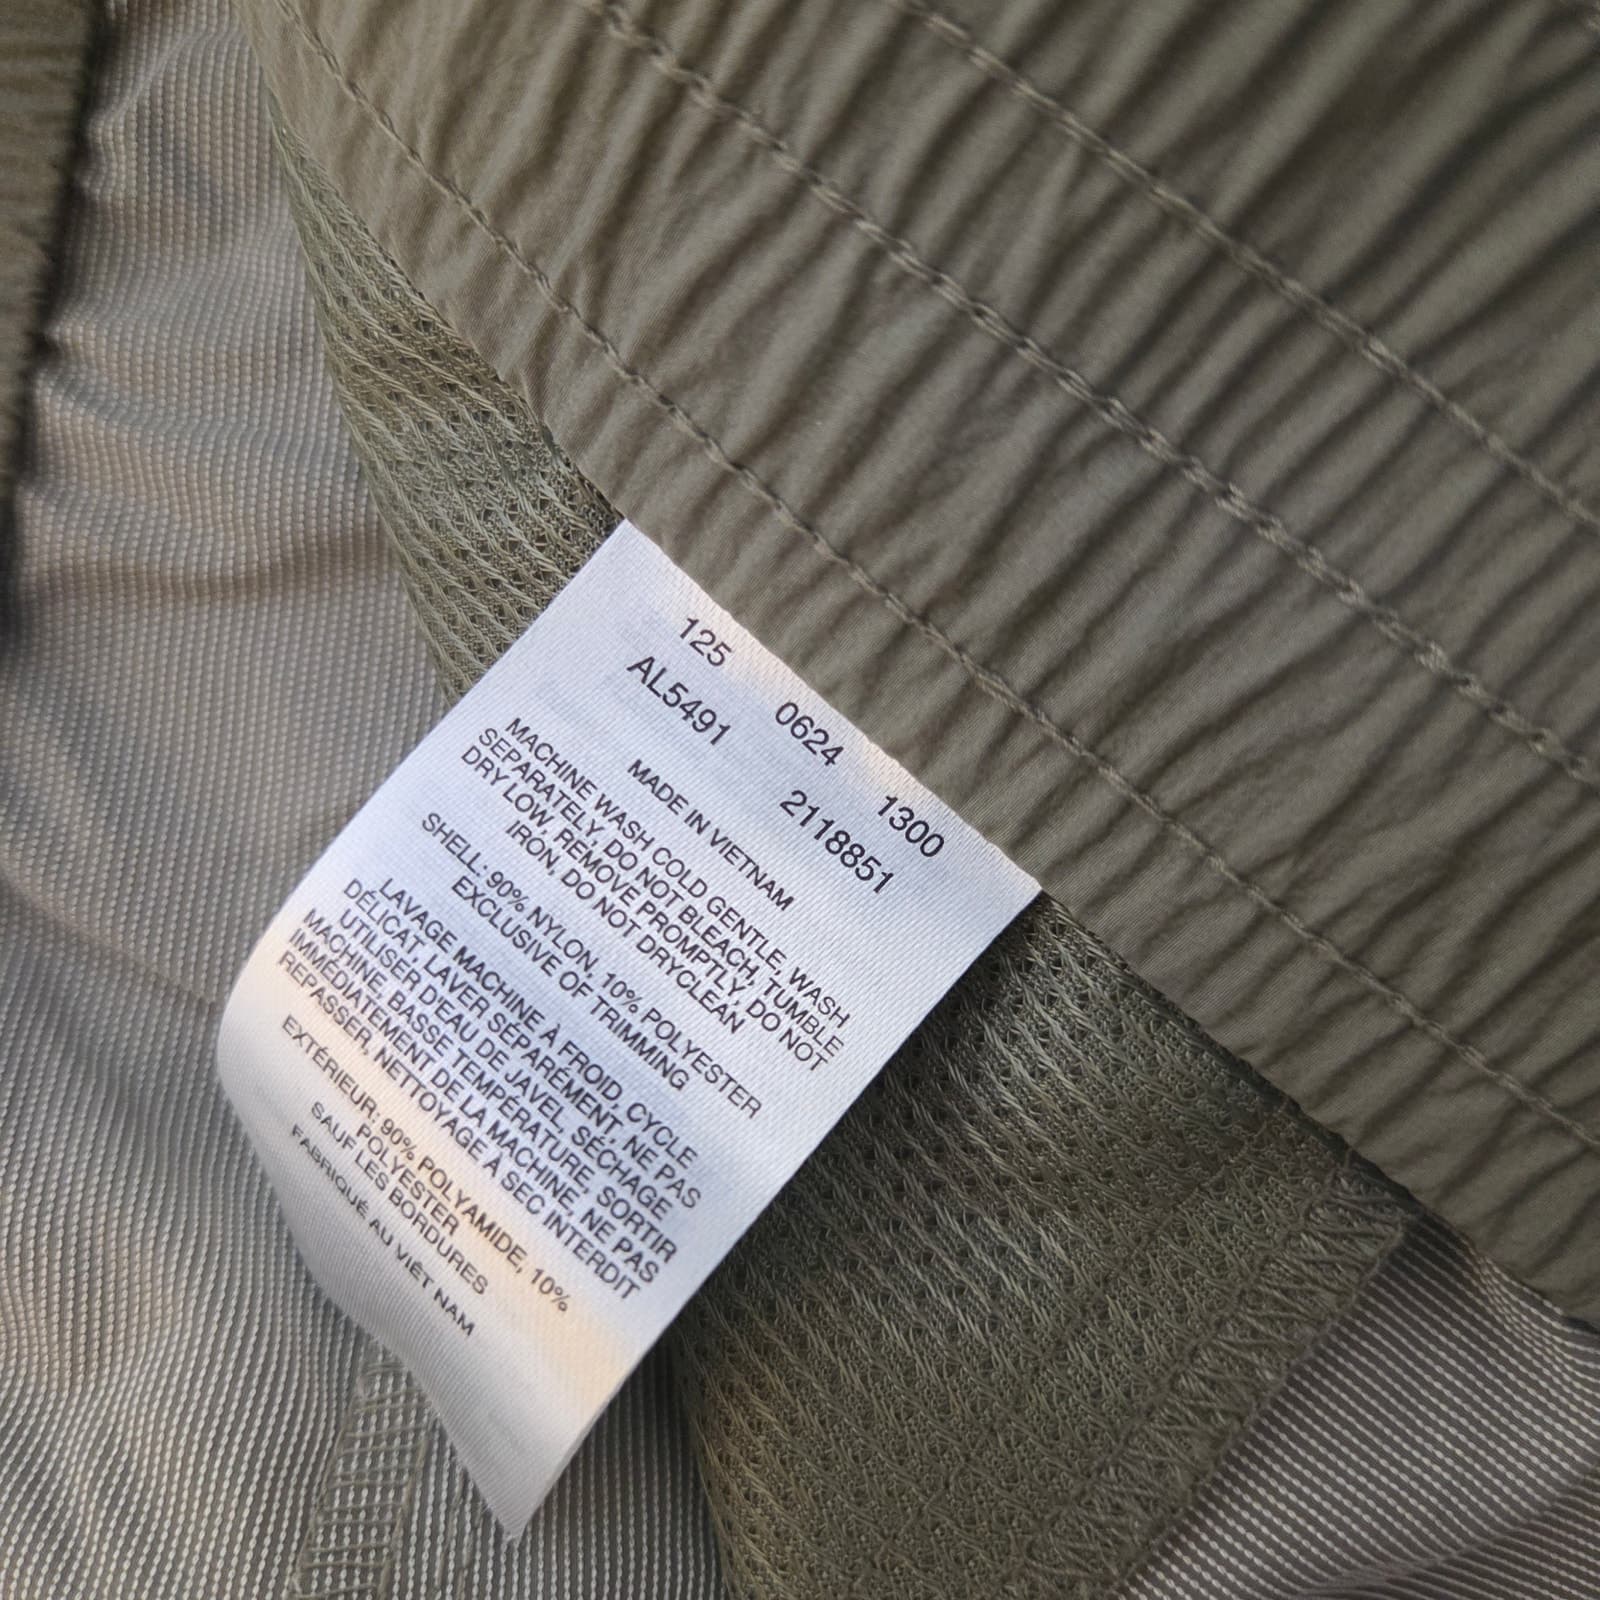 125 0624 1300
AL5491 2118851
MADE IN VIETNAM
MACHINE WASH COLD GENTLE, WASH
SEPARATELY, DO NOT BLEACH, TUMBLE
DRY LOW, REMOVE PROMPTLY, DO NOT
IRON, DO NOT DRYCLEAN
SHELL: 90% NYLON, 10% POLYESTER
EXCLUSIVE OF TRIMMING
LAVAGE MACHINE À FROID, CYCLE
DÉLICAT, LAVER SÉPARÉMENT, NE PAS
UTILISER D'EAU DE JAVEL, SÉCHAGE
MACHINE, BASSE TEMPÉRATURE, SORTIR
IMMÉDIATEMENT DE LA MACHINE, NE PAS
REPASSER, NETTOYAGE À SEC INTERDIT
EXTÉRIEUR: 90% POLYAMIDE, 10%
POLYESTER
SAUF LES BORDURES
FABRIQUÉ AU VIÊT NAM